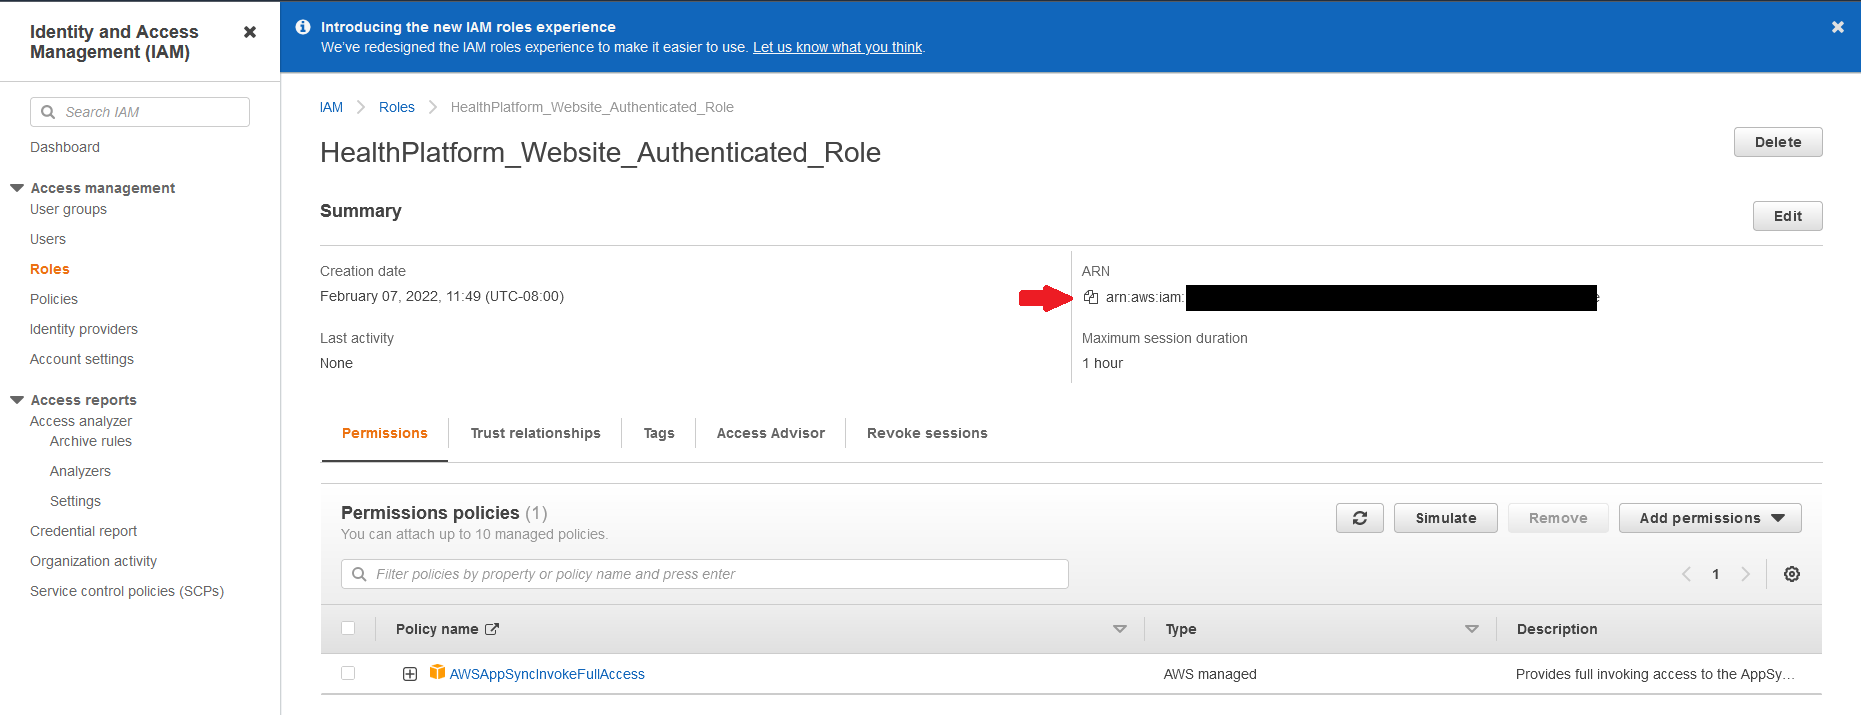 Identity and Access Management (IAM)
Search IAM
Dashboard
Access management
User groups
Users
Roles
Policies
Identity providers
Account settings
Access reports
Access analyzer
Archive rules
Analyzers
Settings
Credential report
Organization activity
Service control policies (SCPs)
Introducing the new IAM roles experience
We've redesigned the IAM roles experience to make it easier to use. Let us know what you think.
IAM Roles HealthPlatform_Website_Authenticated_Role
HealthPlatform_Website_Authenticated_Role
Delete
Summary
Edit
Creation date
February 07, 2022, 11:49 (UTC-08:00)
ARN
arn:aws:iam:
Last activity
None
Maximum session duration
1 hour
Permissions Trust relationships Tags Access Advisor Revoke sessions
Permissions policies (1)
You can attach up to 10 managed policies.
Simulate Remove Add permissions
Filter policies by property or policy name and press enter
1
Policy name Type Description
AWSAppSyncInvokeFullAccess AWS managed Provides full invoking access to the AppSy…